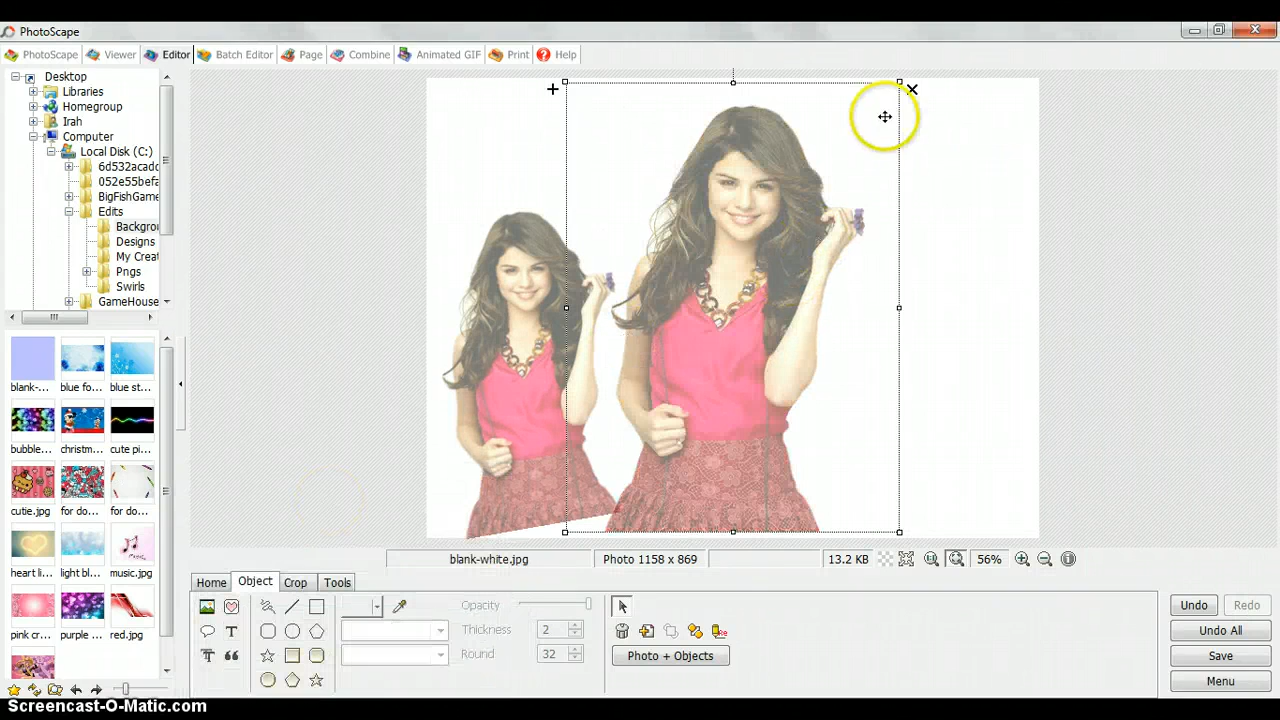 PhotoScape
PhotoScape Viewer Editor Batch Editor Page Combine Animated GIF Print Help
Desktop
Libraries
Homegroup
Irah
Computer
Local Disk (C:)
6d532acadc
052e55befa
BigFishGame
Edits
Backgrou
Designs
My Creat
Pngs
Swirls
GameHouse
blank-... blue fo... blue st...
bubble... christm... cute pi...
cutie.jpg for do... for do...
heart li... light bl... music.jpg
pink cr... purple ... red.jpg
blank-white.jpg Photo 1158 x 869 13.2 KB 56%
Home Object Crop Tools
Opacity
Thickness 2
Round 32
T
T
Photo + Objects
Undo Redo
Undo All
Save
Menu
Screencast-O-Matic.com